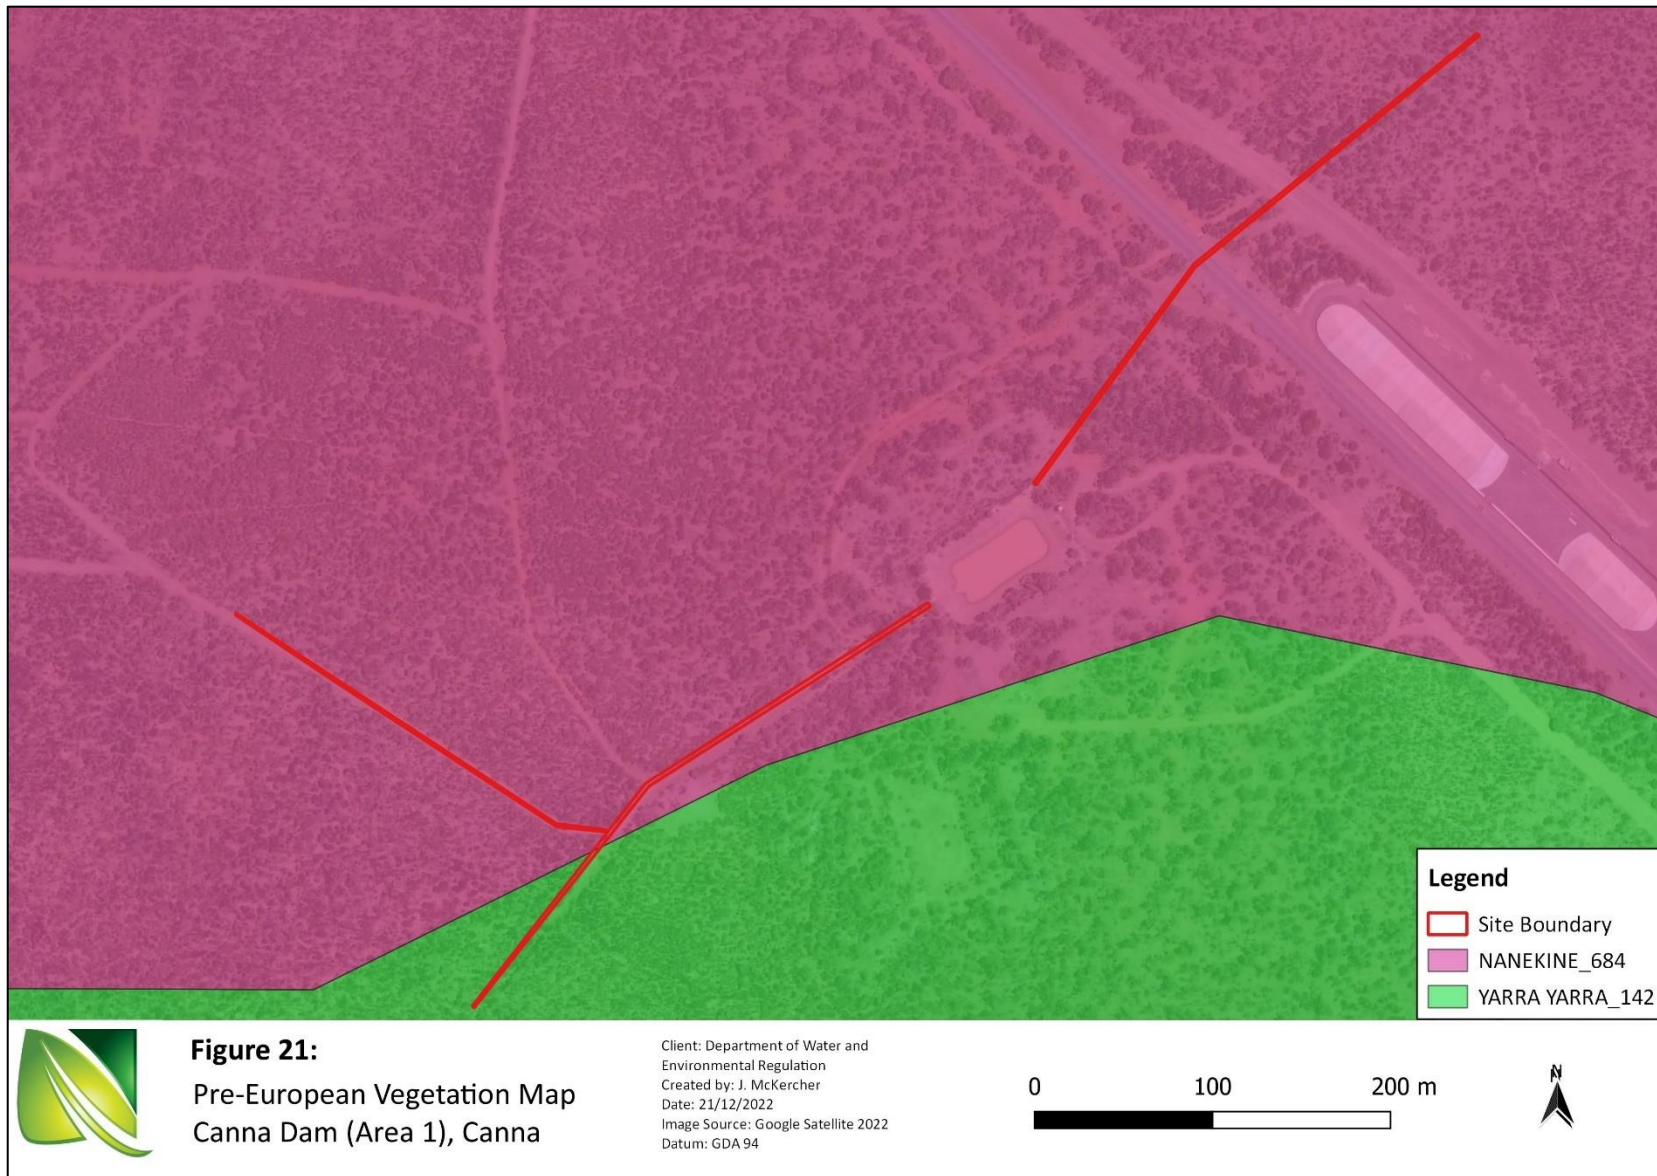 Legend
Site Boundary
NANEKINE_684
YARRA YARRA_142
Figure 21:
Pre-European Vegetation Map
Canna Dam (Area 1), Canna
Client: Department of Water and
Environmental Regulation
Created by: J. McKercher
Date: 21/12/2022
Image Source: Google Satellite 2022
Datum: GDA 94
0 100 200 m
N